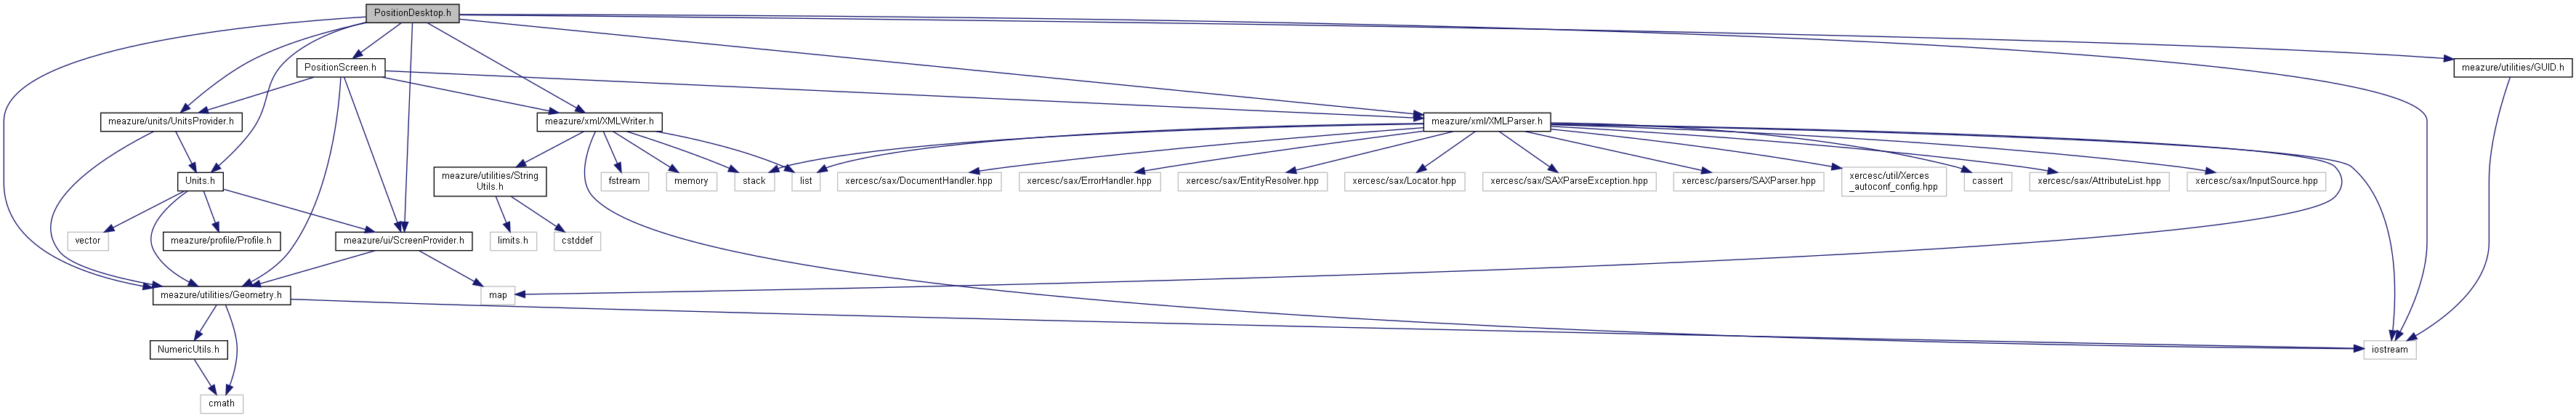 PositionDesktop.h
PositionScreen.h
meazure/utilities/GUID.h
meazure/units/UnitsProvider.h
meazure/xml/XMLWriter.h
meazure/xml/XMLParser.h
Units.h
meazure/utilities/String
Utils.h
fstream
memory
stack
list
xercesc/sax/DocumentHandler.hpp
xercesc/sax/ErrorHandler.hpp
xercesc/sax/EntityResolver.hpp
xercesc/sax/Locator.hpp
xercesc/sax/SAXParseException.hpp
xercesc/parsers/SAXParser.hpp
xercesc/util/Xerces
_autoconf_config.hpp
cassert
xercesc/sax/AttributeList.hpp
xercesc/sax/InputSource.hpp
vector
meazure/profile/Profile.h
meazure/ui/ScreenProvider.h
limits.h
cstddef
meazure/utilities/Geometry.h
map
NumericUtils.h
iostream
cmath